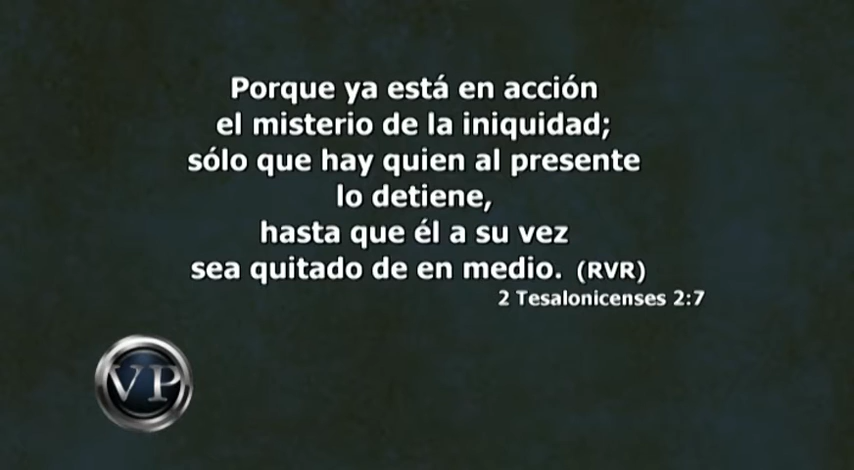 Porque ya está en acción
el misterio de la iniquidad;
sólo que hay quien al presente
lo detiene,
hasta que él a su vez
sea quitado de en medio. (RVR)
2 Tesalonicenses 2:7
VP